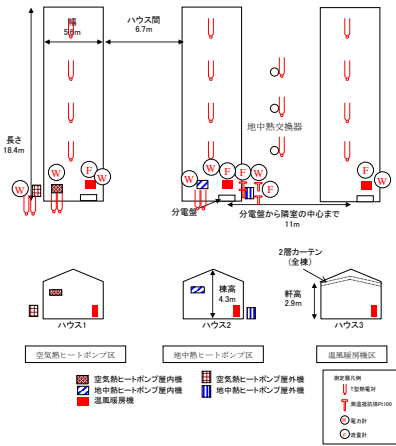 幅
5.6m
ハウス間
6.7m
長さ
18.4m
地中熱交換器
W
W
F
W
W
W
F
F
W
F
W
F
W
分電盤
分電盤から隣室の中心まで
11m
2層カーテン
(全棟)
棟高
4.3m
軒高
2.9m
ハウス1
ハウス2
ハウス3
空気熱ヒートポンプ区
地中熱ヒートポンプ区
温風暖房機区
空気熱ヒートポンプ屋内機
空気熱ヒートポンプ屋外機
地中熱ヒートポンプ屋内機
地中熱ヒートポンプ屋外機
温風暖房機
測定器凡例
T型熱電対
測温抵抗体Pt100
W 電力計
F 流量計